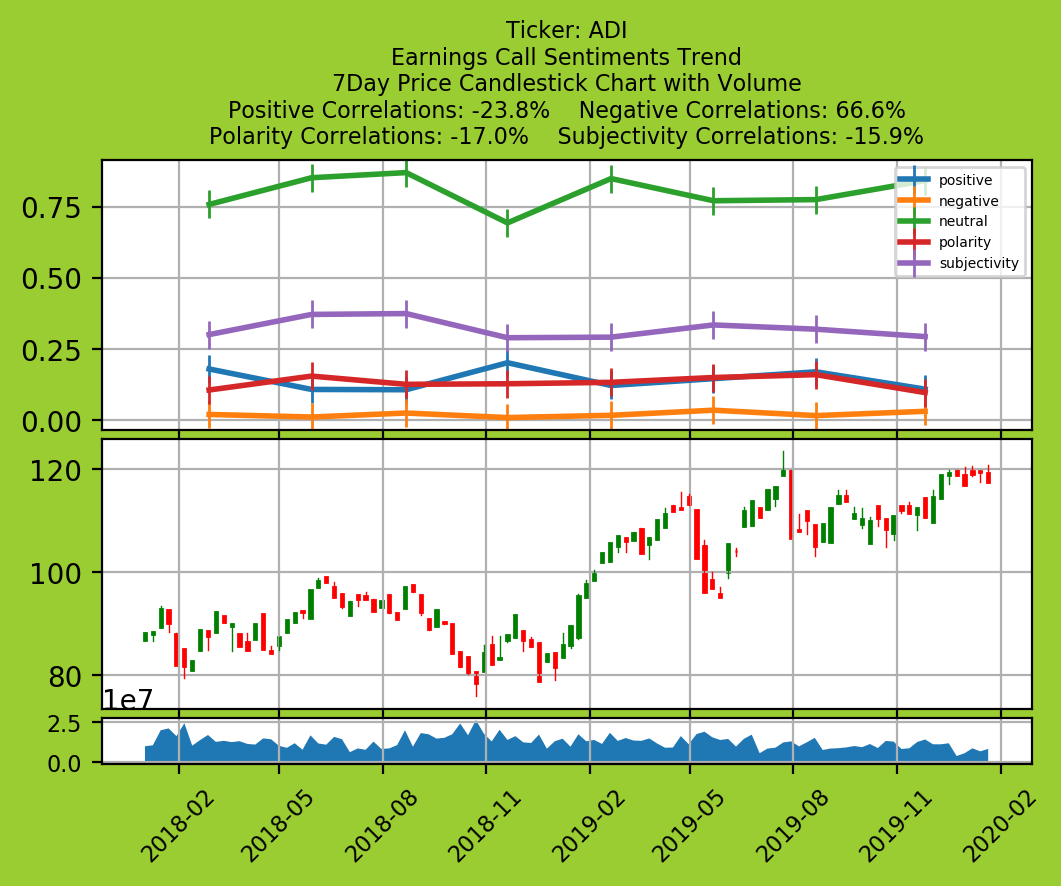 Ticker: ADI
Earnings Call Sentiments Trend
7Day Price Candlestick Chart with Volume
Positive Correlations: -23.8%    Negative Correlations: 66.6%
Polarity Correlations: -17.0%    Subjectivity Correlations: -15.9%
positive
negative
neutral
polarity
subjectivity
0.75
0.50
0.25
0.00
120
100
80
1e7
2.5
0.0
2018-02
2018-05
2018-08
2018-11
2019-02
2019-05
2019-08
2019-11
2020-02